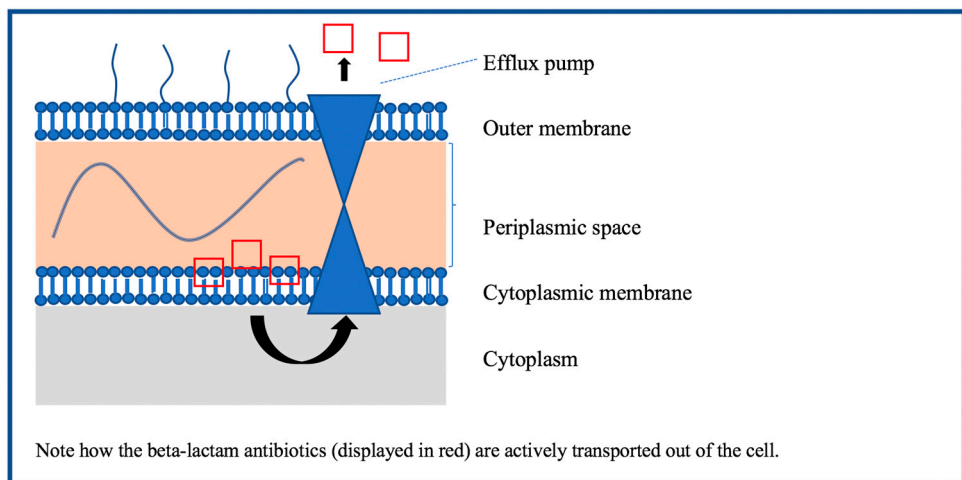 Efflux pump
Outer membrane
Periplasmic space
Cytoplasmic membrane
Cytoplasm
Note how the beta-lactam antibiotics (displayed in red) are actively transported out of the cell.